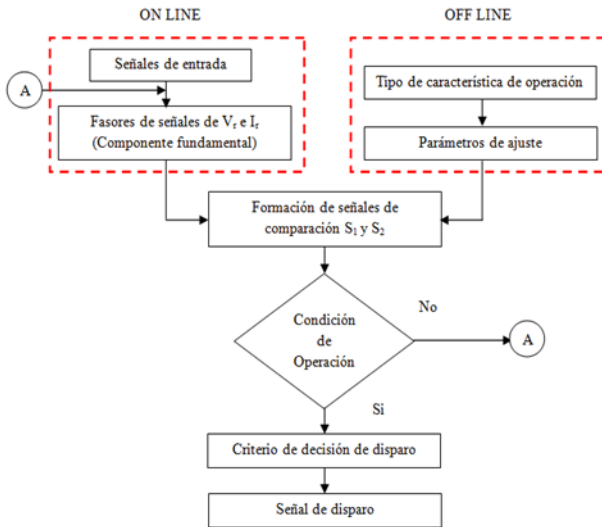 ON LINE
OFF LINE
Señales de entrada
Tipo de característica de operación
A
Fasores de señales de Vr e Ir
(Componente fundamental)
Parámetros de ajuste
Formación de señales de
comparación S1 y S2
Condición
de
Operación
No
A
Si
Criterio de decisión de disparo
Señal de disparo